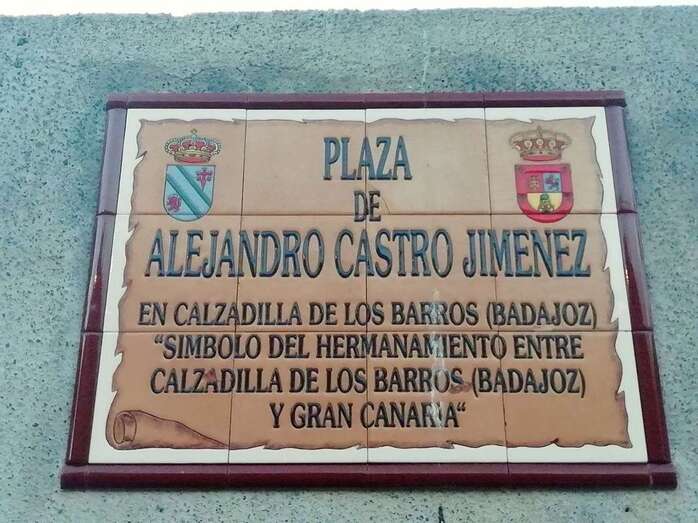 PLAZA
DE
ALEJANDRO CASTRO JIMENEZ
EN CALZADILLA DE LOS BARROS (BADAJOZ)
"SIMBOLO DEL HERMANAMIENTO ENTRE
CALZADILLA DE LOS BARROS (BADAJOZ)
Y GRAN CANARIA"